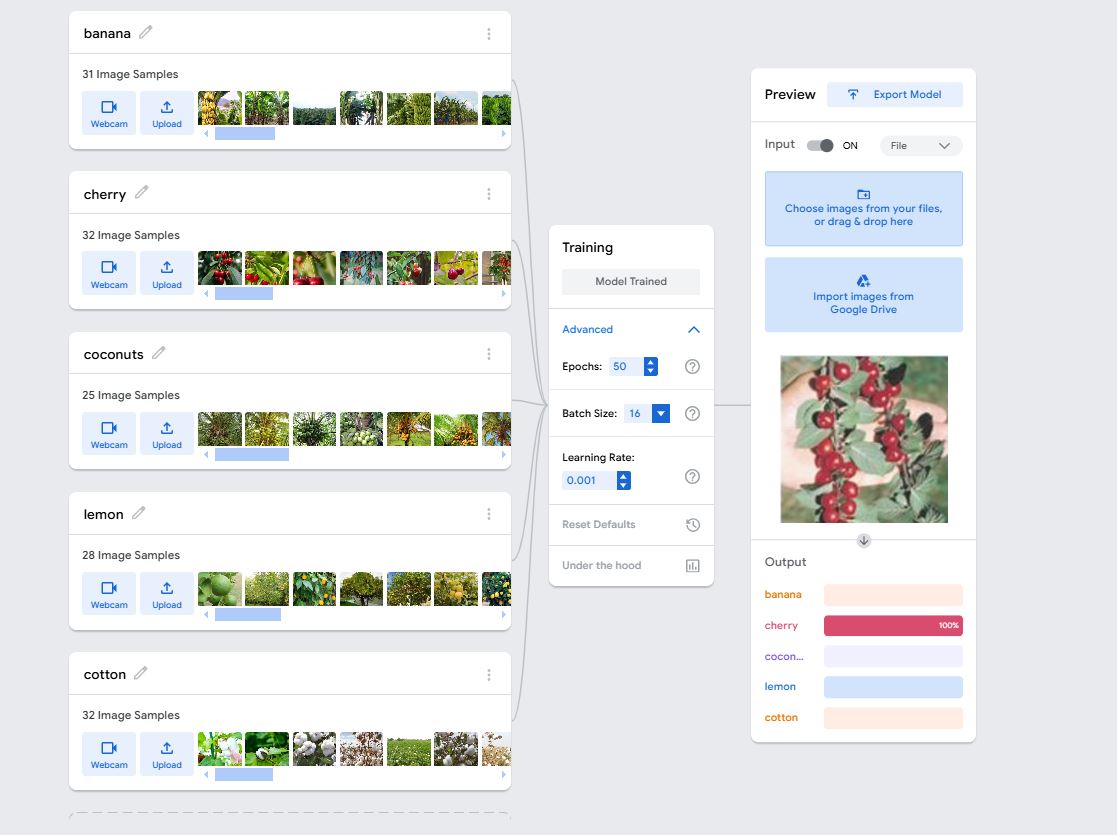 banana
31 Image Samples
Webcam
Upload
cherry
32 Image Samples
Webcam
Upload
coconuts
25 Image Samples
Webcam
Upload
lemon
28 Image Samples
Webcam
Upload
cotton
32 Image Samples
Webcam
Upload
Training
Model Trained
Advanced
Epochs: 50
Batch Size: 16
Learning Rate:
0.001
Reset Defaults
Under the hood
Preview
Export Model
Input ON File
Choose images from your files,
or drag & drop here
Import images from
Google Drive
Output
banana
cherry 100%
cocon...
lemon
cotton